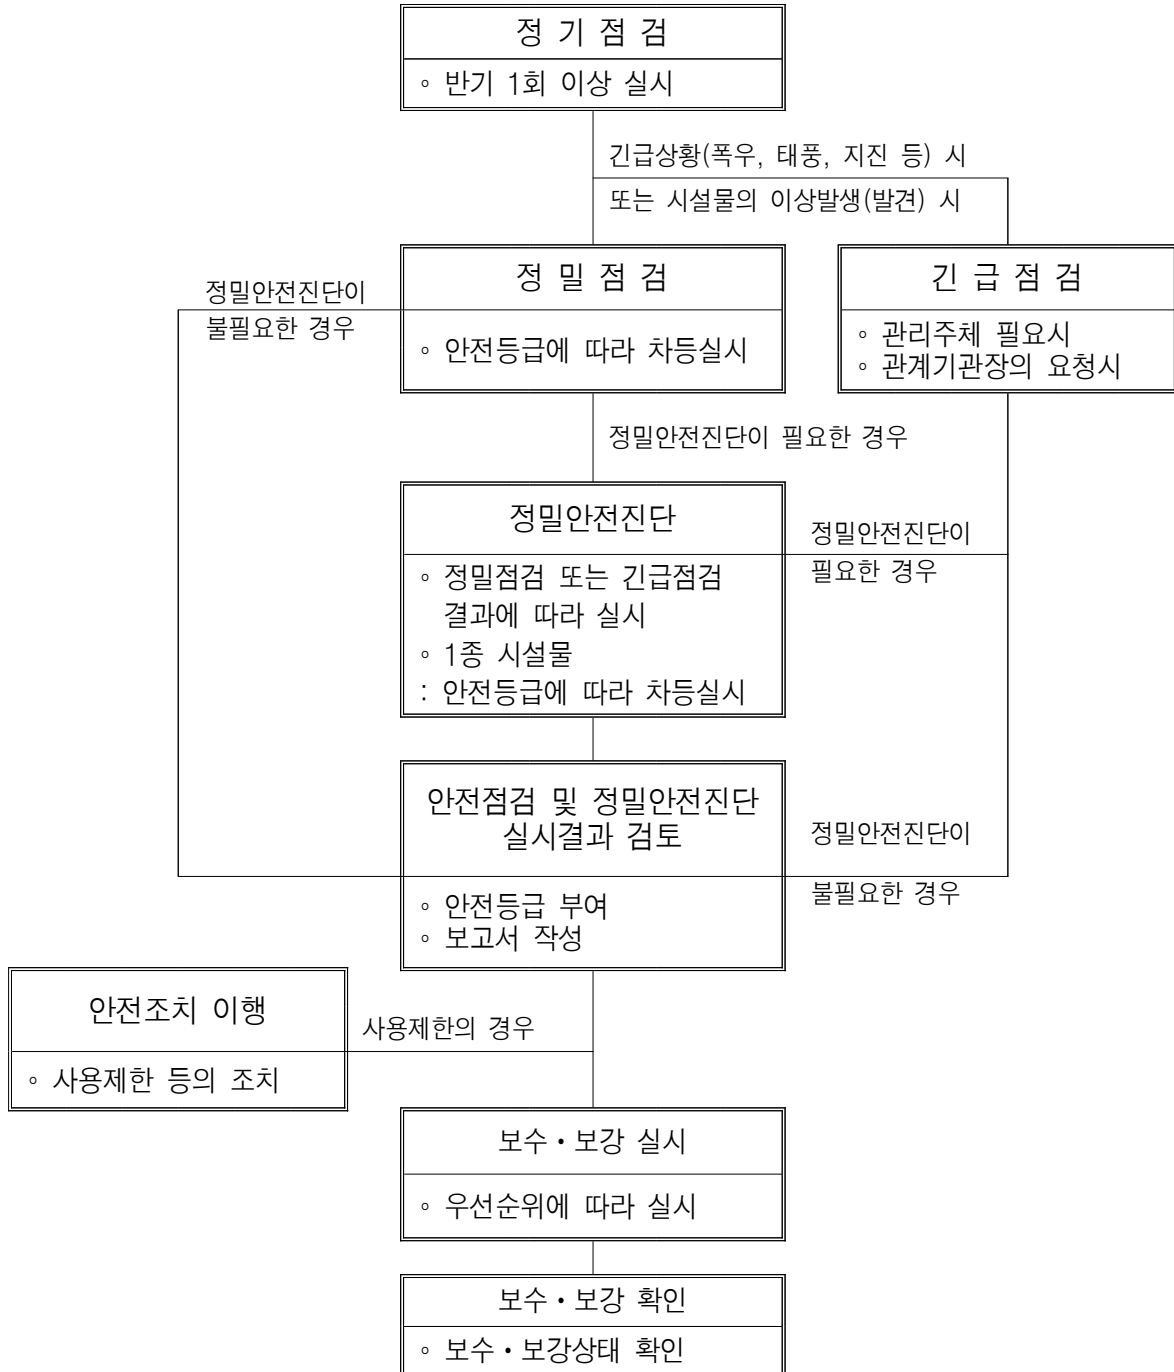 정 기 점 검
◦ 반기 1회 이상 실시
긴급상황(폭우, 태풍, 지진 등) 시
또는 시설물의 이상발생(발견) 시
정 밀 점 검
◦ 안전등급에 따라 차등실시
긴 급 점 검
◦ 관리주체 필요시
◦ 관계기관장의 요청시
정밀안전진단이
불필요한 경우
정밀안전진단이 필요한 경우
정밀안전진단
◦ 정밀점검 또는 긴급점검
결과에 따라 실시
◦ 1종 시설물
: 안전등급에 따라 차등실시
정밀안전진단이
필요한 경우
안전점검 및 정밀안전진단
실시결과 검토
◦ 안전등급 부여
◦ 보고서 작성
정밀안전진단이
불필요한 경우
안전조치 이행
◦ 사용제한 등의 조치
사용제한의 경우
보수・보강 실시
◦ 우선순위에 따라 실시
보수・보강 확인
◦ 보수・보강상태 확인